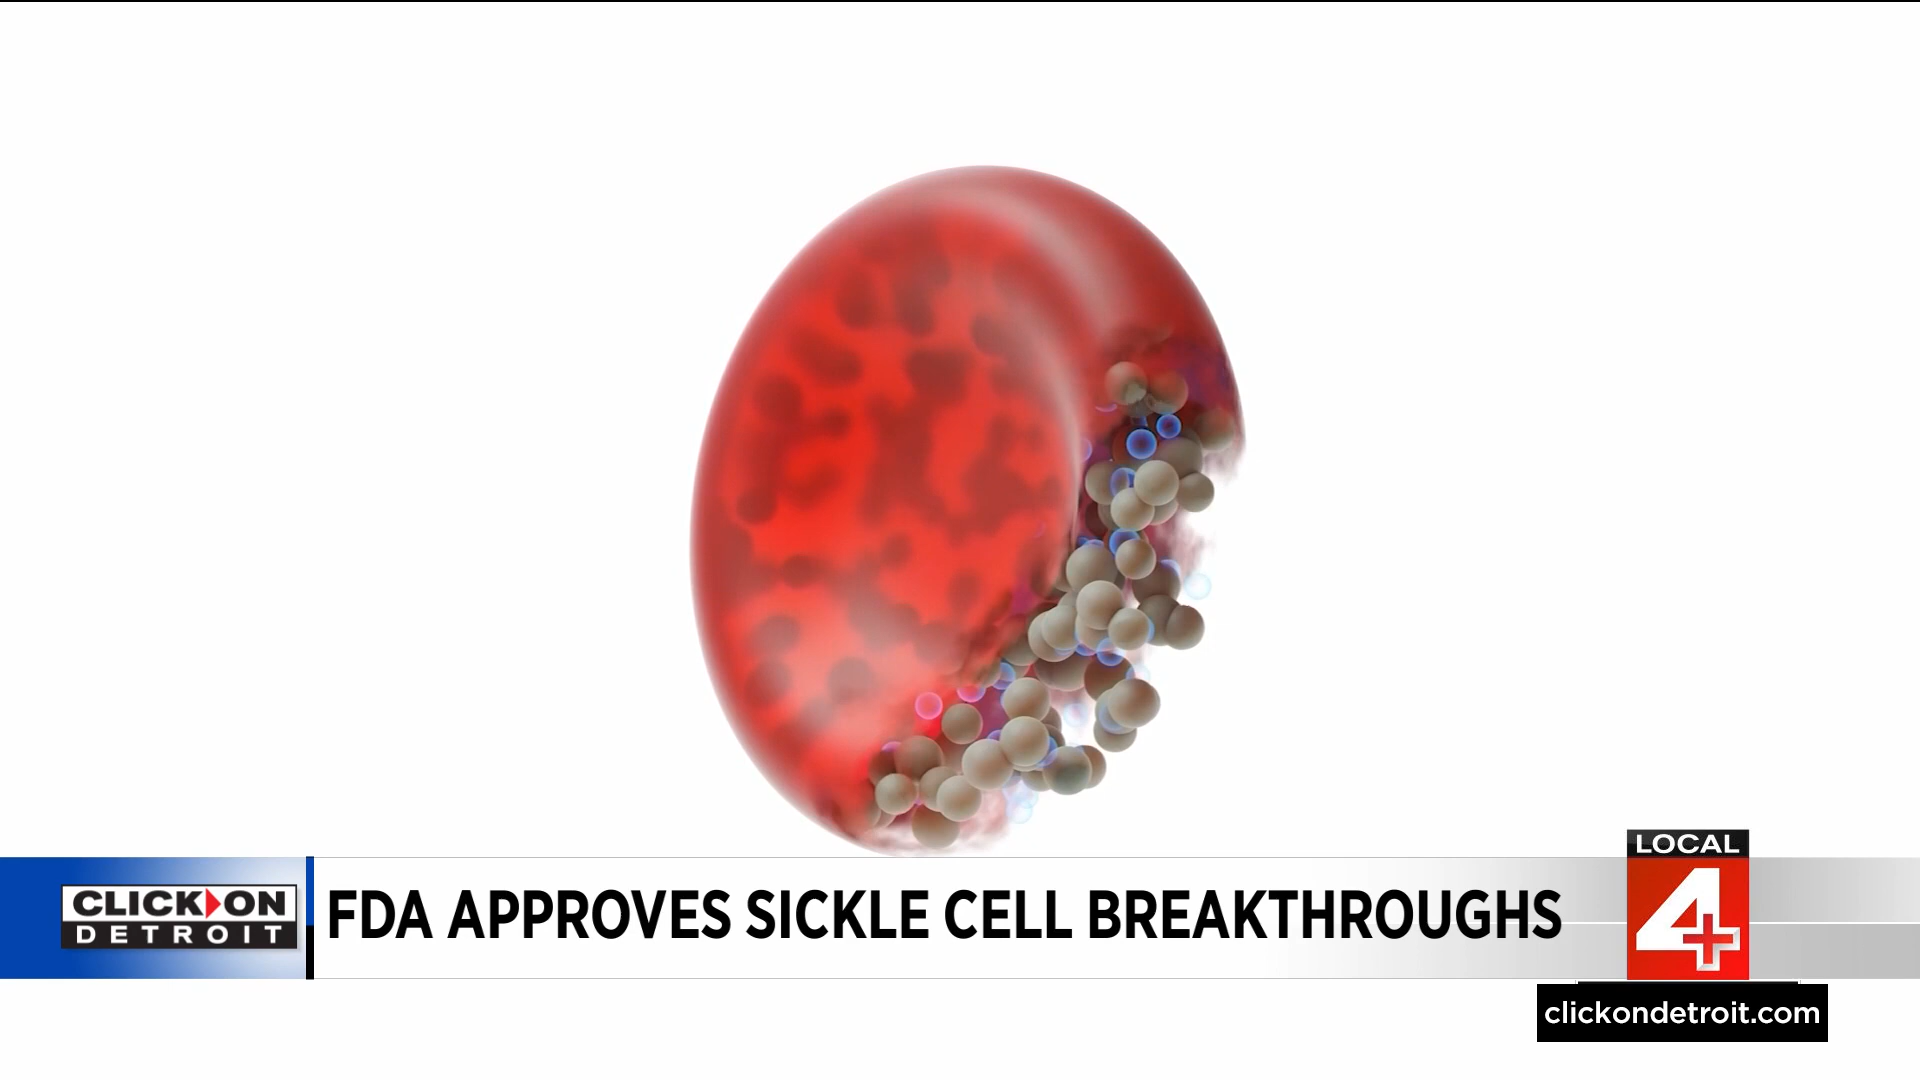 CLICK ON
DETROIT
FDA APPROVES SICKLE CELL BREAKTHROUGHS
LOCAL
4+
clickondetroit.com